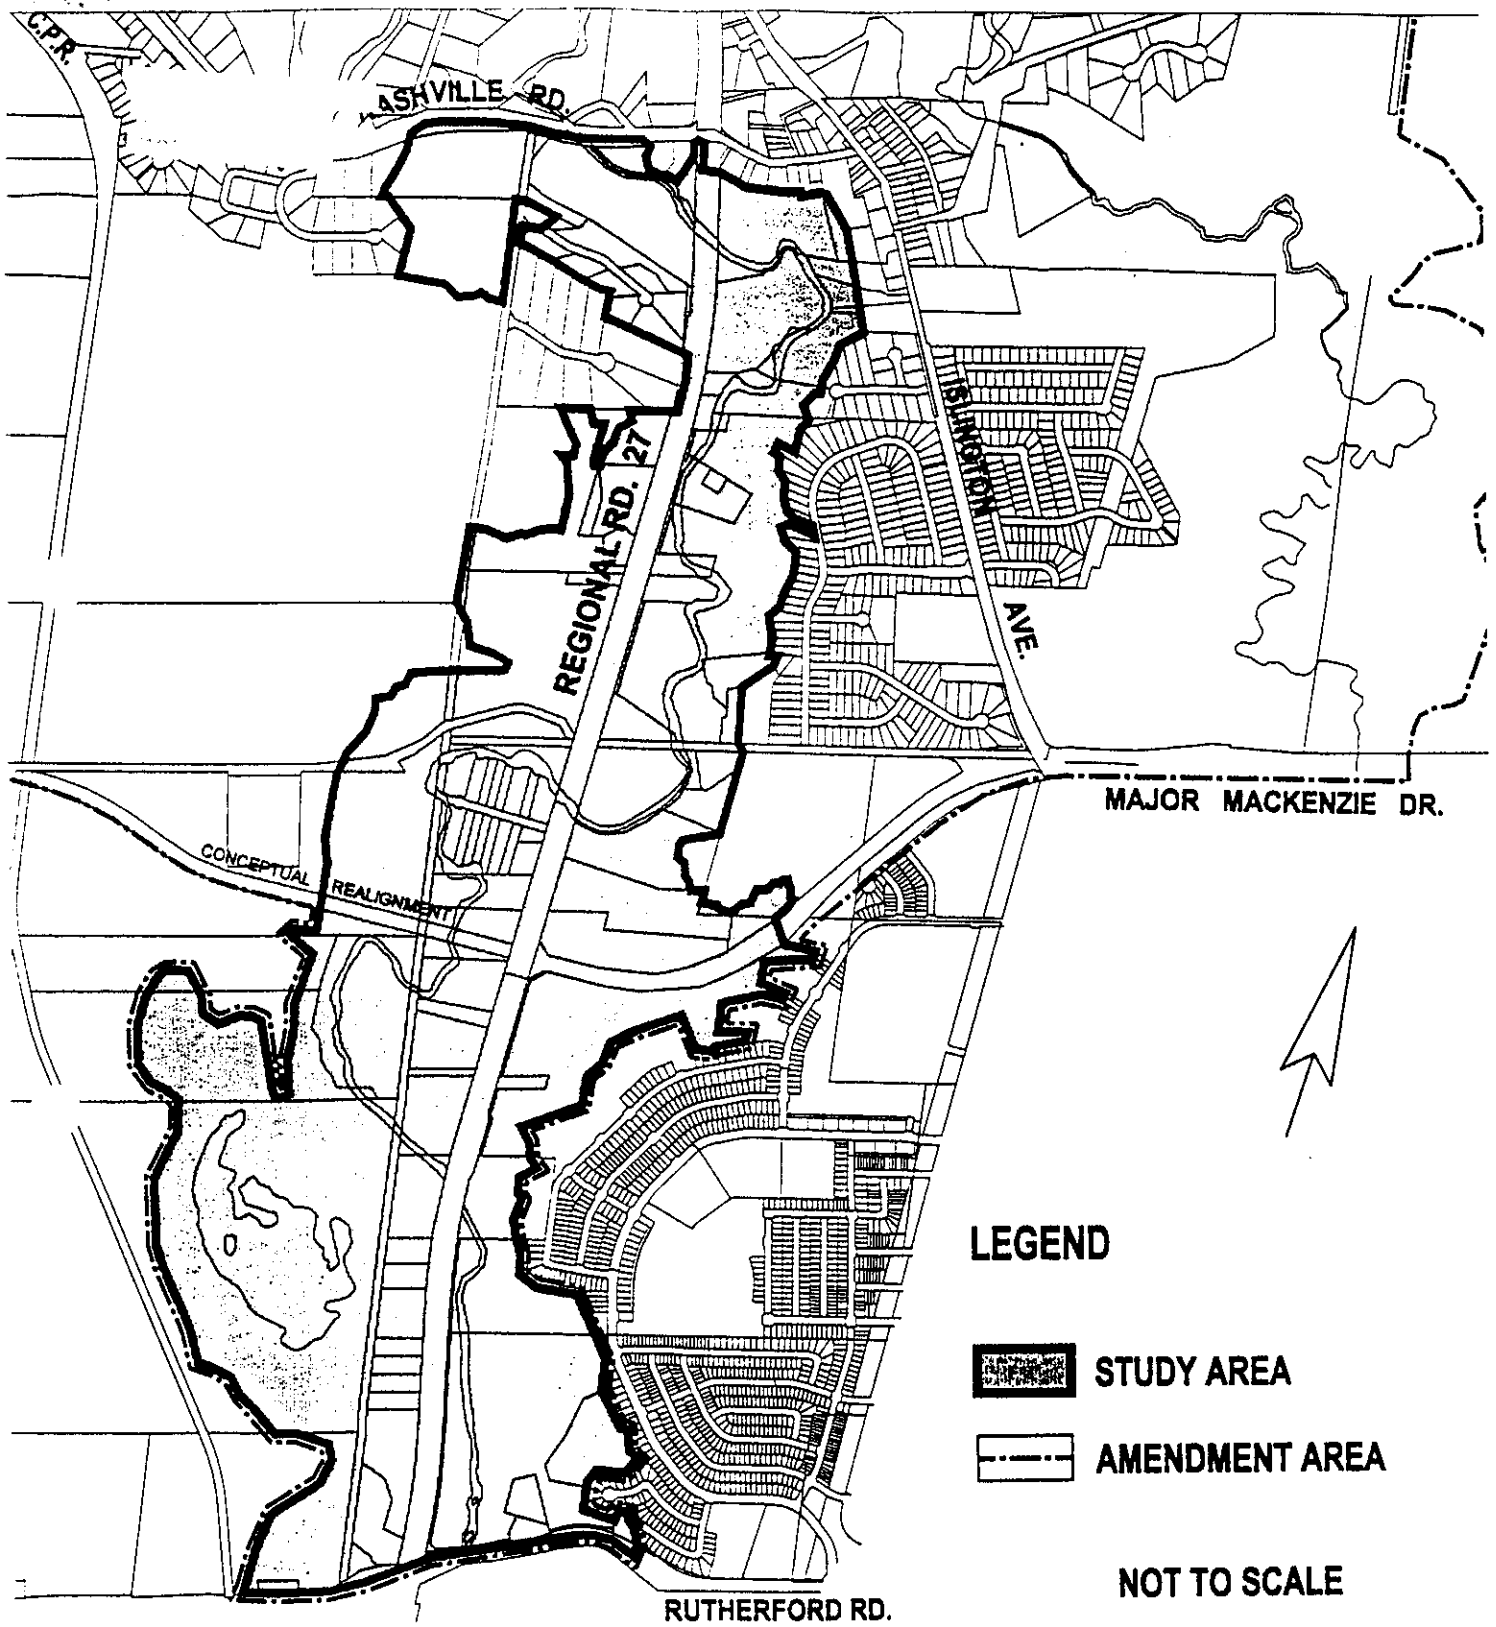 C.P.R.
ASHVILLE RD.
REGIONAL RD. 27
ISLINGTON
AVE.
MAJOR MACKENZIE DR.
CONCEPTUAL REALIGNMENT
LEGEND
STUDY AREA
AMENDMENT AREA
NOT TO SCALE
RUTHERFORD RD.